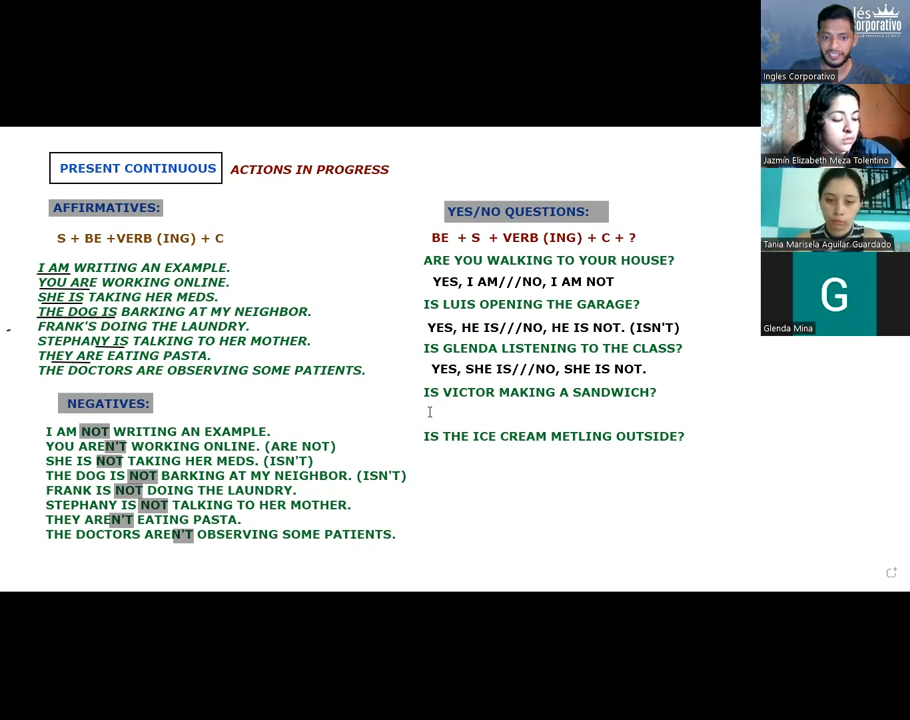 PRESENT CONTINUOUS
ACTIONS IN PROGRESS
AFFIRMATIVES:
S + BE +VERB (ING) + C
I AM WRITING AN EXAMPLE.
YOU ARE WORKING ONLINE.
SHE IS TAKING HER MEDS.
THE DOG IS BARKING AT MY NEIGHBOR.
FRANK'S DOING THE LAUNDRY.
STEPHANY IS TALKING TO HER MOTHER.
THEY ARE EATING PASTA.
THE DOCTORS ARE OBSERVING SOME PATIENTS.
NEGATIVES:
I AM NOT WRITING AN EXAMPLE.
YOU AREN'T WORKING ONLINE. (ARE NOT)
SHE IS NOT TAKING HER MEDS. (ISN'T)
THE DOG IS NOT BARKING AT MY NEIGHBOR. (ISN'T)
FRANK IS NOT DOING THE LAUNDRY.
STEPHANY IS NOT TALKING TO HER MOTHER.
THEY AREN'T EATING PASTA.
THE DOCTORS AREN'T OBSERVING SOME PATIENTS.
YES/NO QUESTIONS:
BE + S + VERB (ING) + C + ?
ARE YOU WALKING TO YOUR HOUSE?
YES, I AM///NO, I AM NOT
IS LUIS OPENING THE GARAGE?
YES, HE IS///NO, HE IS NOT. (ISN'T)
IS GLENDA LISTENING TO THE CLASS?
YES, SHE IS///NO, SHE IS NOT.
IS VICTOR MAKING A SANDWICH?
IS THE ICE CREAM METLING OUTSIDE?
lés
orporativo
Ingles Corporativo
Jazmín Elizabeth Meza Tolentino
Tania Marisela Aguilar Guardado
G
Glenda Mina